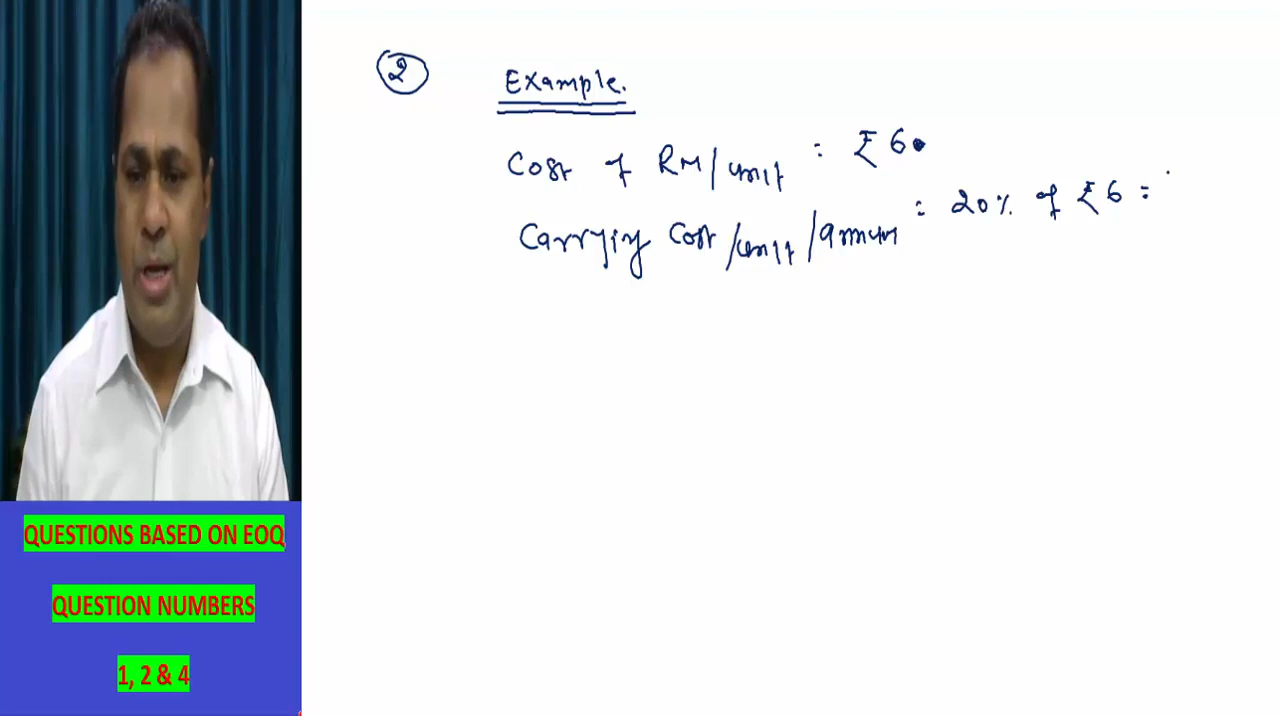 2
Example.
Cost of RM/unit = ₹ 6
Carrying Cost/unit/annum = 20% of ₹ 6 =
QUESTIONS BASED ON EOQ
QUESTION NUMBERS
1, 2 & 4